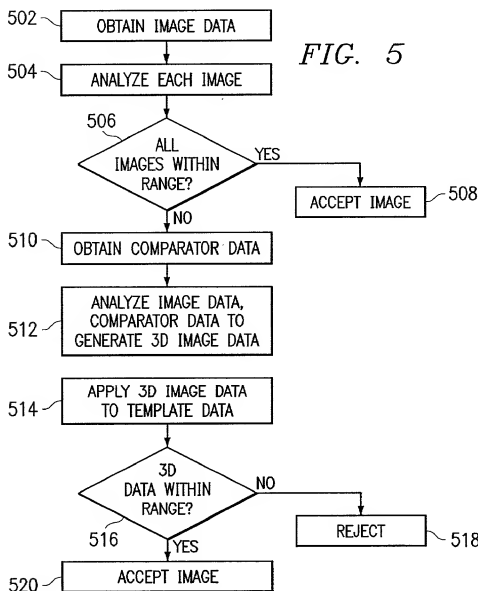 FIG. 5
502
OBTAIN IMAGE DATA
504
ANALYZE EACH IMAGE
506
ALL
IMAGES WITHIN
RANGE?
YES
ACCEPT IMAGE
508
NO
510
OBTAIN COMPARATOR DATA
512
ANALYZE IMAGE DATA,
COMPARATOR DATA TO
GENERATE 3D IMAGE DATA
514
APPLY 3D IMAGE DATA
TO TEMPLATE DATA
3D
DATA WITHIN
RANGE?
516
NO
REJECT
518
YES
520
ACCEPT IMAGE